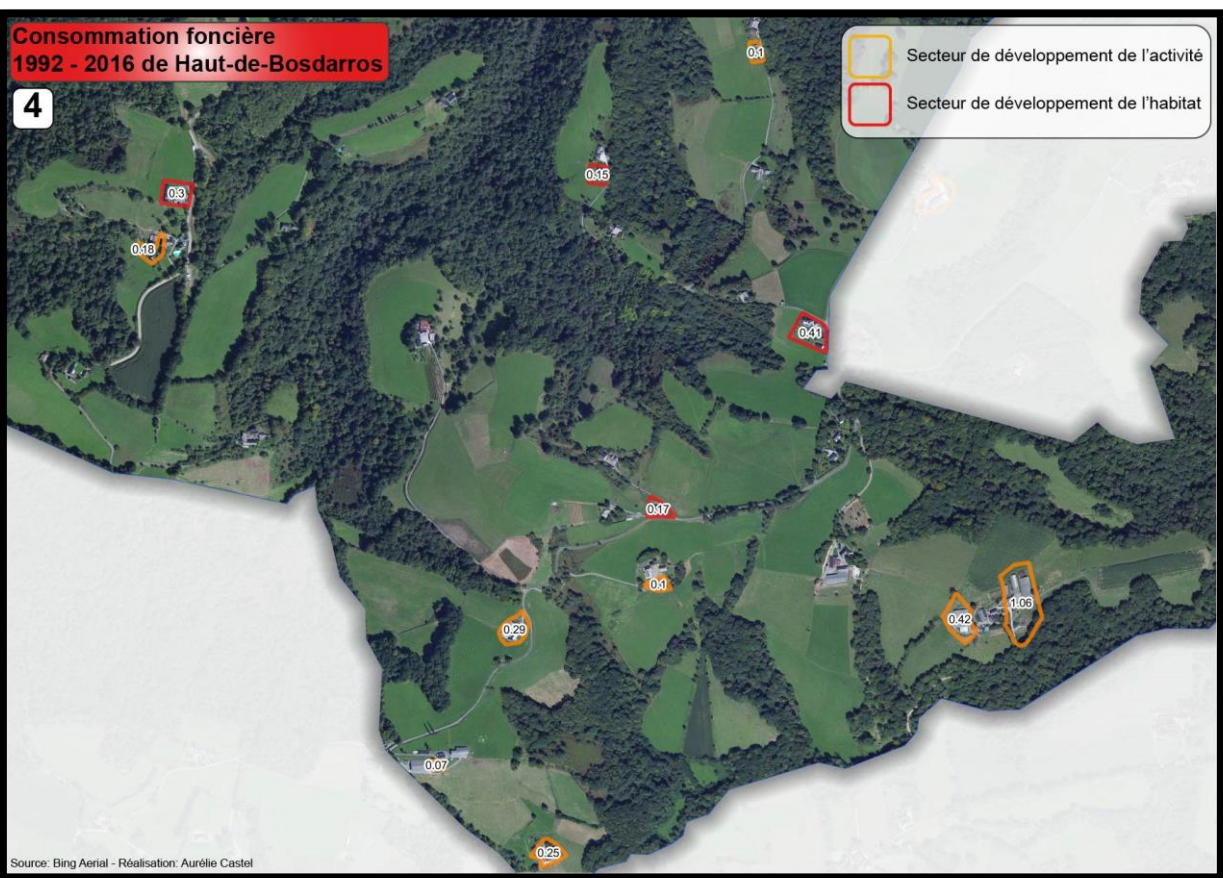 Consommation foncière
1992 - 2016 de Haut-de-Bosdarros
4
Secteur de développement de l'activité
Secteur de développement de l'habitat
0.1
0.15
0.3
0.18
0.41
0.17
0.1
0.29
0.42
1.06
0.07
0.25
Source: Bing Aerial - Réalisation: Aurélie Castel